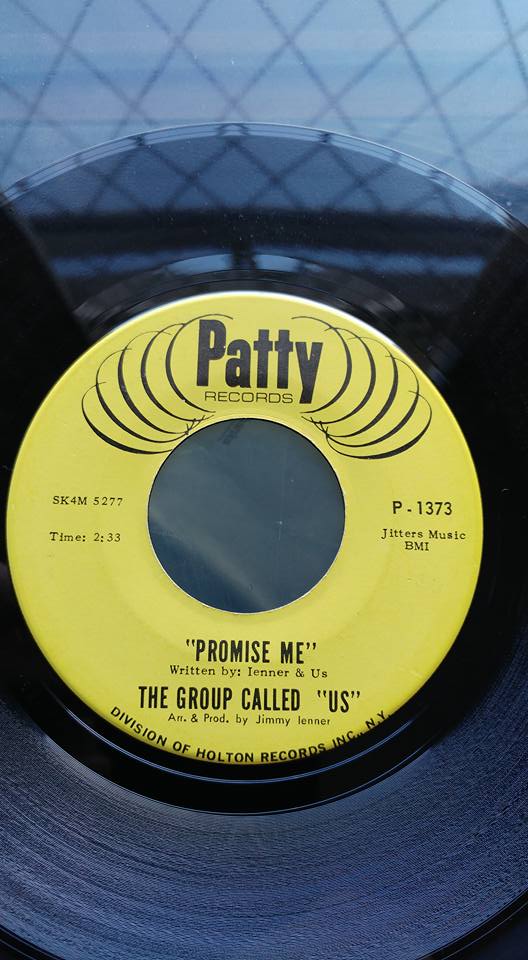 Patty
RECORDS
SK4M 5277
P - 1373
Time: 2:33
Jitters Music
BMI
"PROMISE ME"
Written by: Ienner & Us
THE GROUP CALLED "US"
Arr. & Prod. by Jimmy Ienner
DIVISION OF HOLTON RECORDS INC., N.Y.